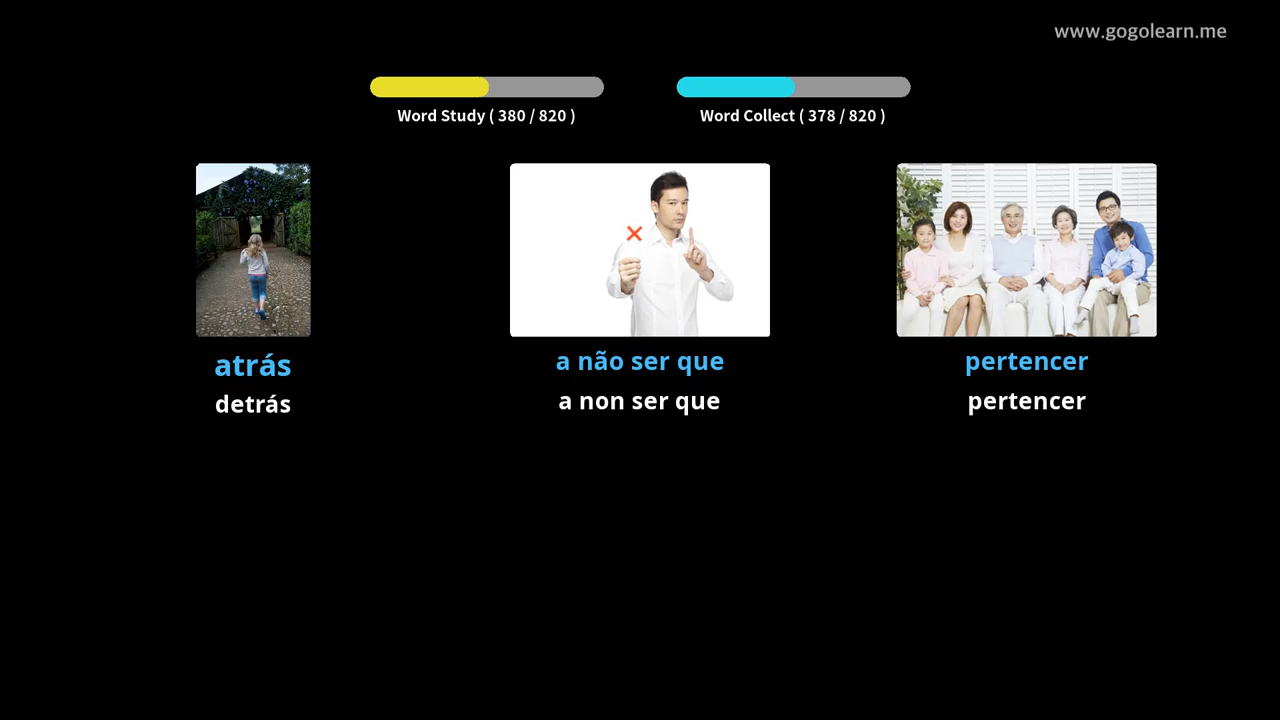 www.gogolearn.me
Word Study ( 380 / 820 )
Word Collect ( 378 / 820 )
atrás
detrás
a não ser que
a non ser que
pertencer
pertencer